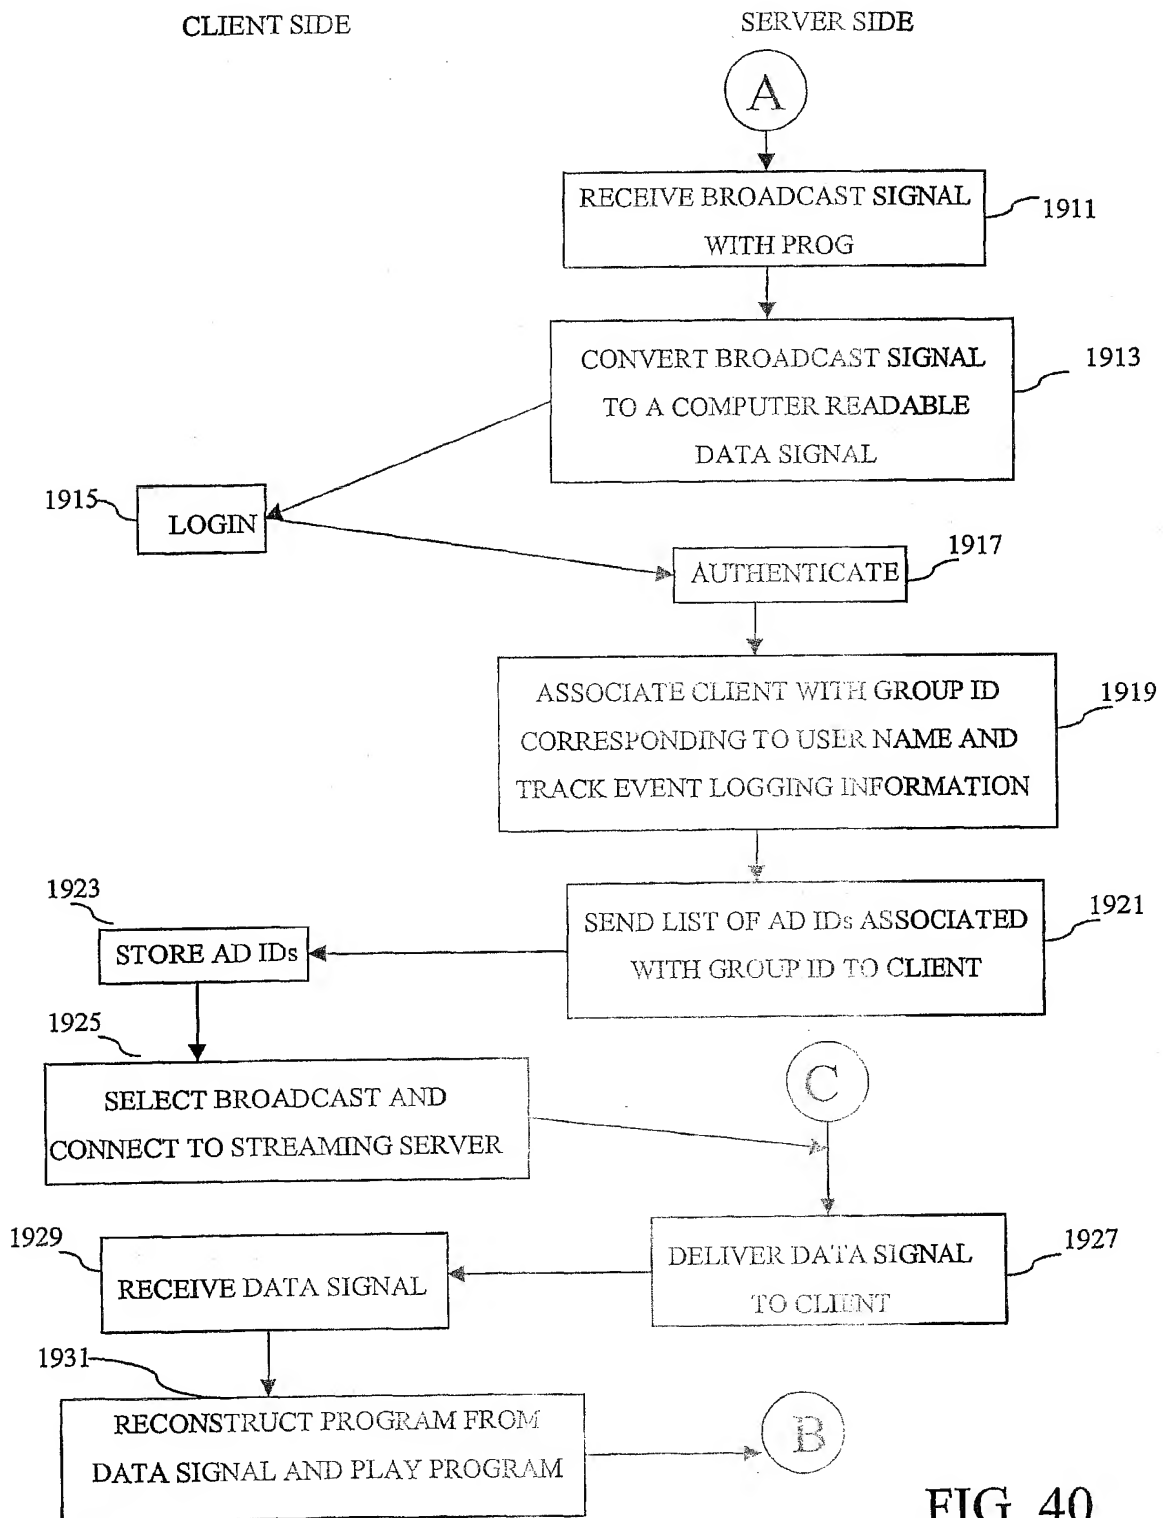 CLIENT SIDE
SERVER SIDE
A
RECEIVE BROADCAST SIGNAL
WITH PROG
1911
CONVERT BROADCAST SIGNAL
TO A COMPUTER READABLE
DATA SIGNAL
1913
1915
LOGIN
AUTHENTICATE
1917
ASSOCIATE CLIENT WITH GROUP ID
CORRESPONDING TO USER NAME AND
TRACK EVENT LOGGING INFORMATION
1919
1923
STORE AD IDs
SEND LIST OF AD IDs ASSOCIATED
WITH GROUP ID TO CLIENT
1921
1925
SELECT BROADCAST AND
CONNECT TO STREAMING SERVER
C
1929
RECEIVE DATA SIGNAL
DELIVER DATA SIGNAL
TO CLIENT
1927
1931
RECONSTRUCT PROGRAM FROM
DATA SIGNAL AND PLAY PROGRAM
B
FIG. 40